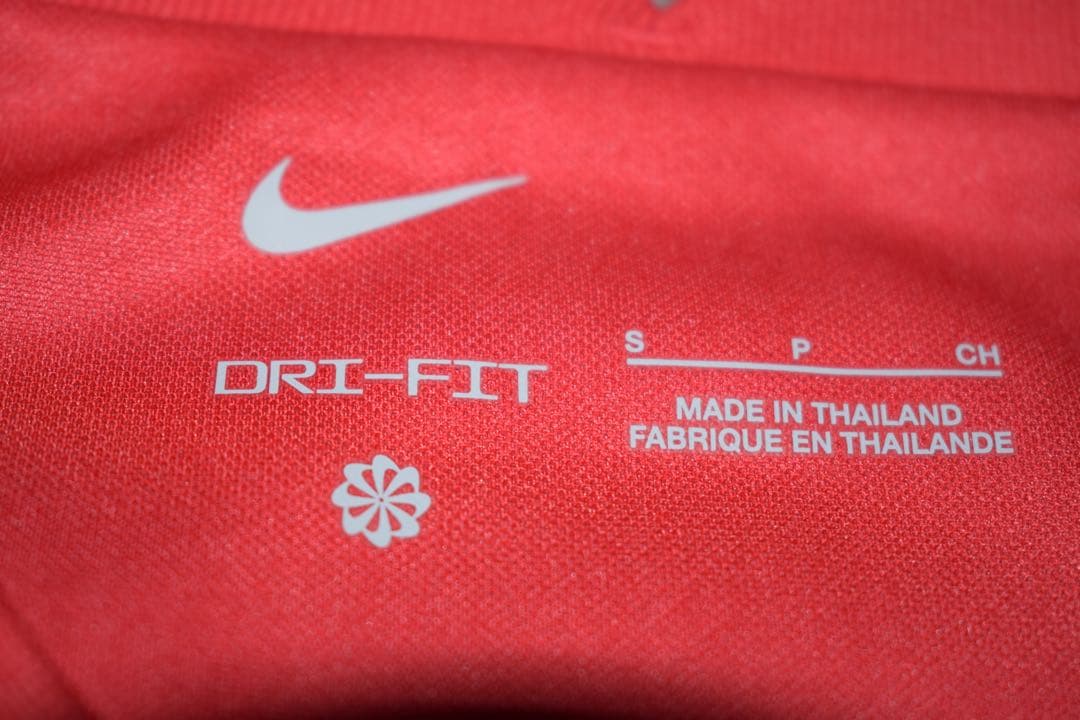 DRI-FIT
S P CH
MADE IN THAILAND
FABRIQUE EN THAILANDE